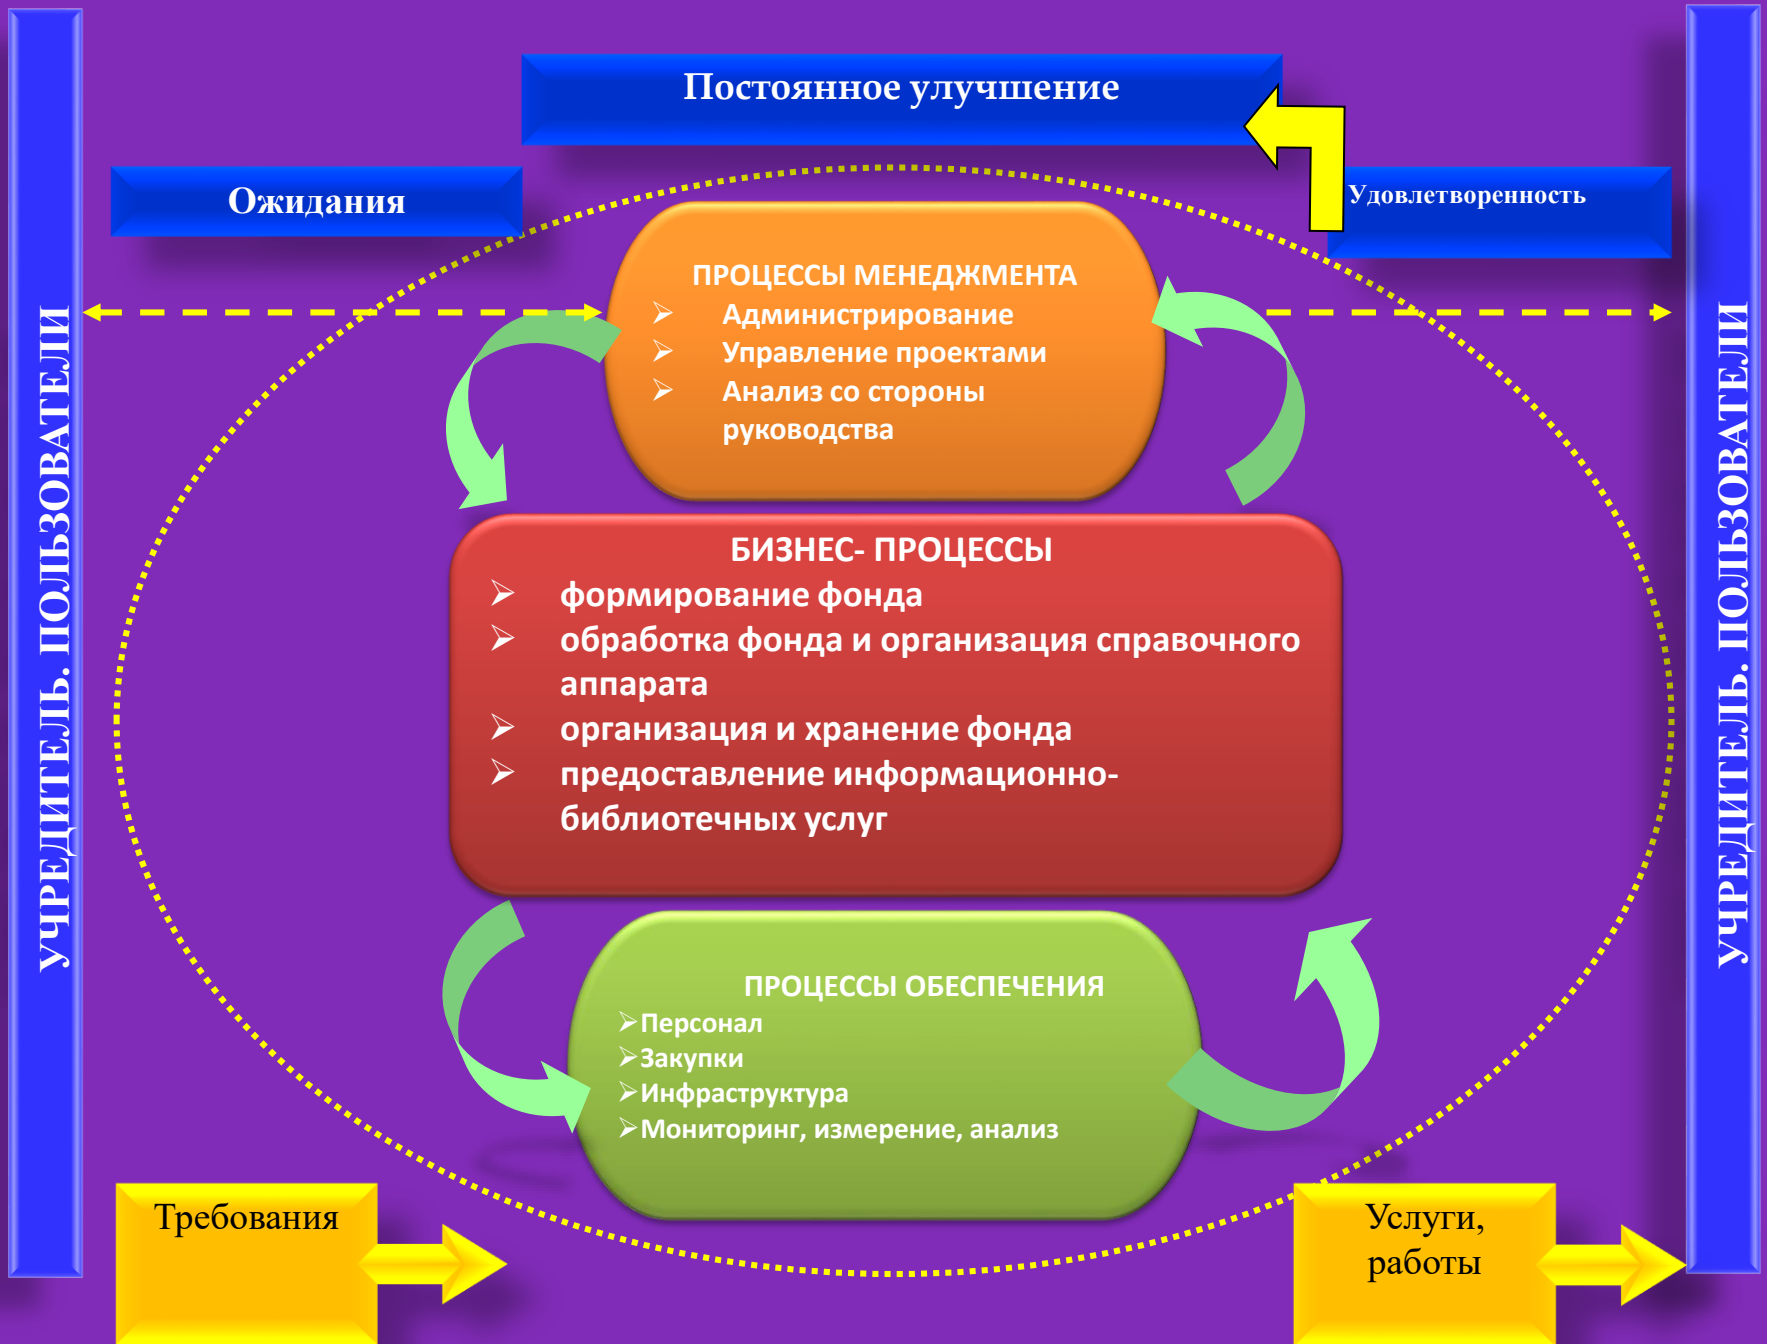 Постоянное улучшение
Ожидания
Удовлетворенность
УЧРЕДИТЕЛЬ. ПОЛЬЗОВАТЕЛИ
ПРОЦЕССЫ МЕНЕДЖМЕНТА
Администрирование
Управление проектами
Анализ со стороны
руководства
БИЗНЕС- ПРОЦЕССЫ
формирование фонда
обработка фонда и организация справочного
аппарата
организация и хранение фонда
предоставление информационно-
библиотечных услуг
ПРОЦЕССЫ ОБЕСПЕЧЕНИЯ
Персонал
Закупки
Инфраструктура
Мониторинг, измерение, анализ
УЧРЕДИТЕЛЬ. ПОЛЬЗОВАТЕЛИ
Требования
Услуги,
работы